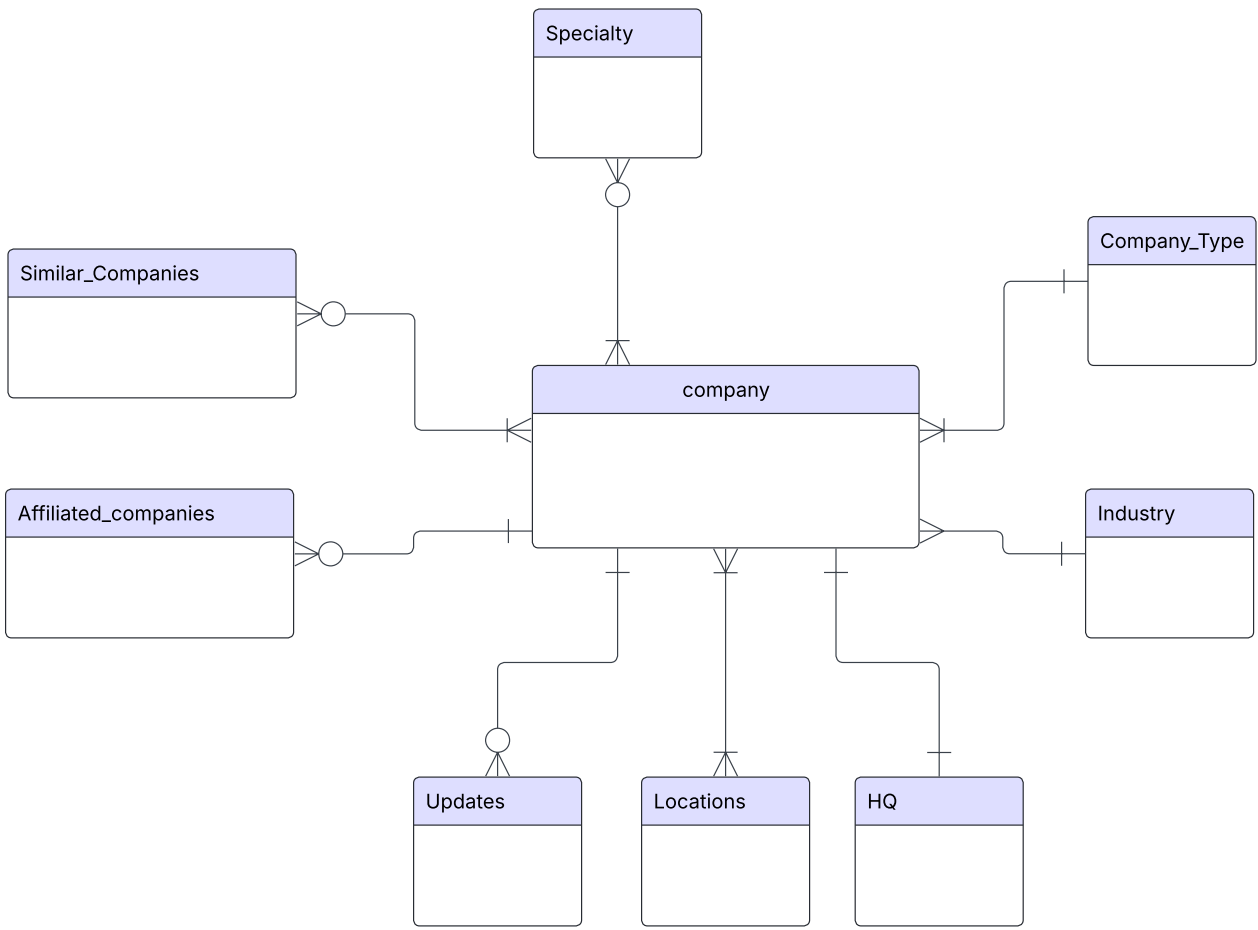 Specialty
Company_Type
Similar_Companies
company
Affiliated_companies
Industry
Updates
Locations
HQ